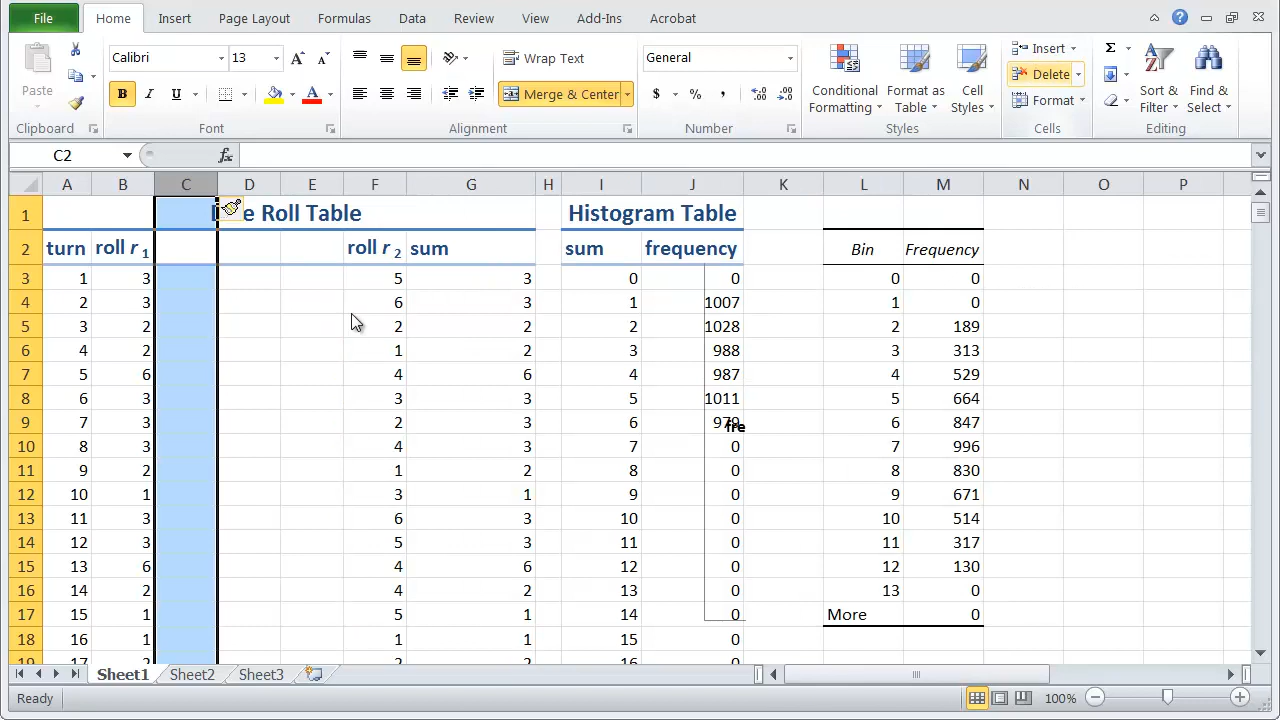 File Home Insert Page Layout Formulas Data Review View Add-Ins Acrobat
Paste Calibri 13 Wrap Text General Conditional Formatting Format as Table Cell Styles Insert Sort & Filter Find & Select
B I U A Merge & Center $ % , Delete
Format
Clipboard Font Alignment Number Styles Cells Editing
C2 fx
A B C D E F G H I J K L M N O P
1 Roll Table Histogram Table
2 turn roll r 1 roll r 2 sum sum frequency Bin Frequency
3 1 3 5 3 0 0 0 0
4 2 3 6 3 1 1007 1 0
5 3 2 2 2 2 1028 2 189
6 4 2 1 2 3 988 3 313
7 5 6 4 6 4 987 4 529
8 6 3 3 3 5 1011 5 664
9 7 3 2 3 6 fre 6 847
10 8 3 4 3 7 0 7 996
11 9 2 1 2 8 0 8 830
12 10 1 3 1 9 0 9 671
13 11 3 6 3 10 0 10 514
14 12 3 5 3 11 0 11 317
15 13 6 4 6 12 0 12 130
16 14 2 4 2 13 0 13 0
17 15 1 5 1 14 0 More 0
18 16 1 1 1 15 0
Sheet1 Sheet2 Sheet3
Ready 100%